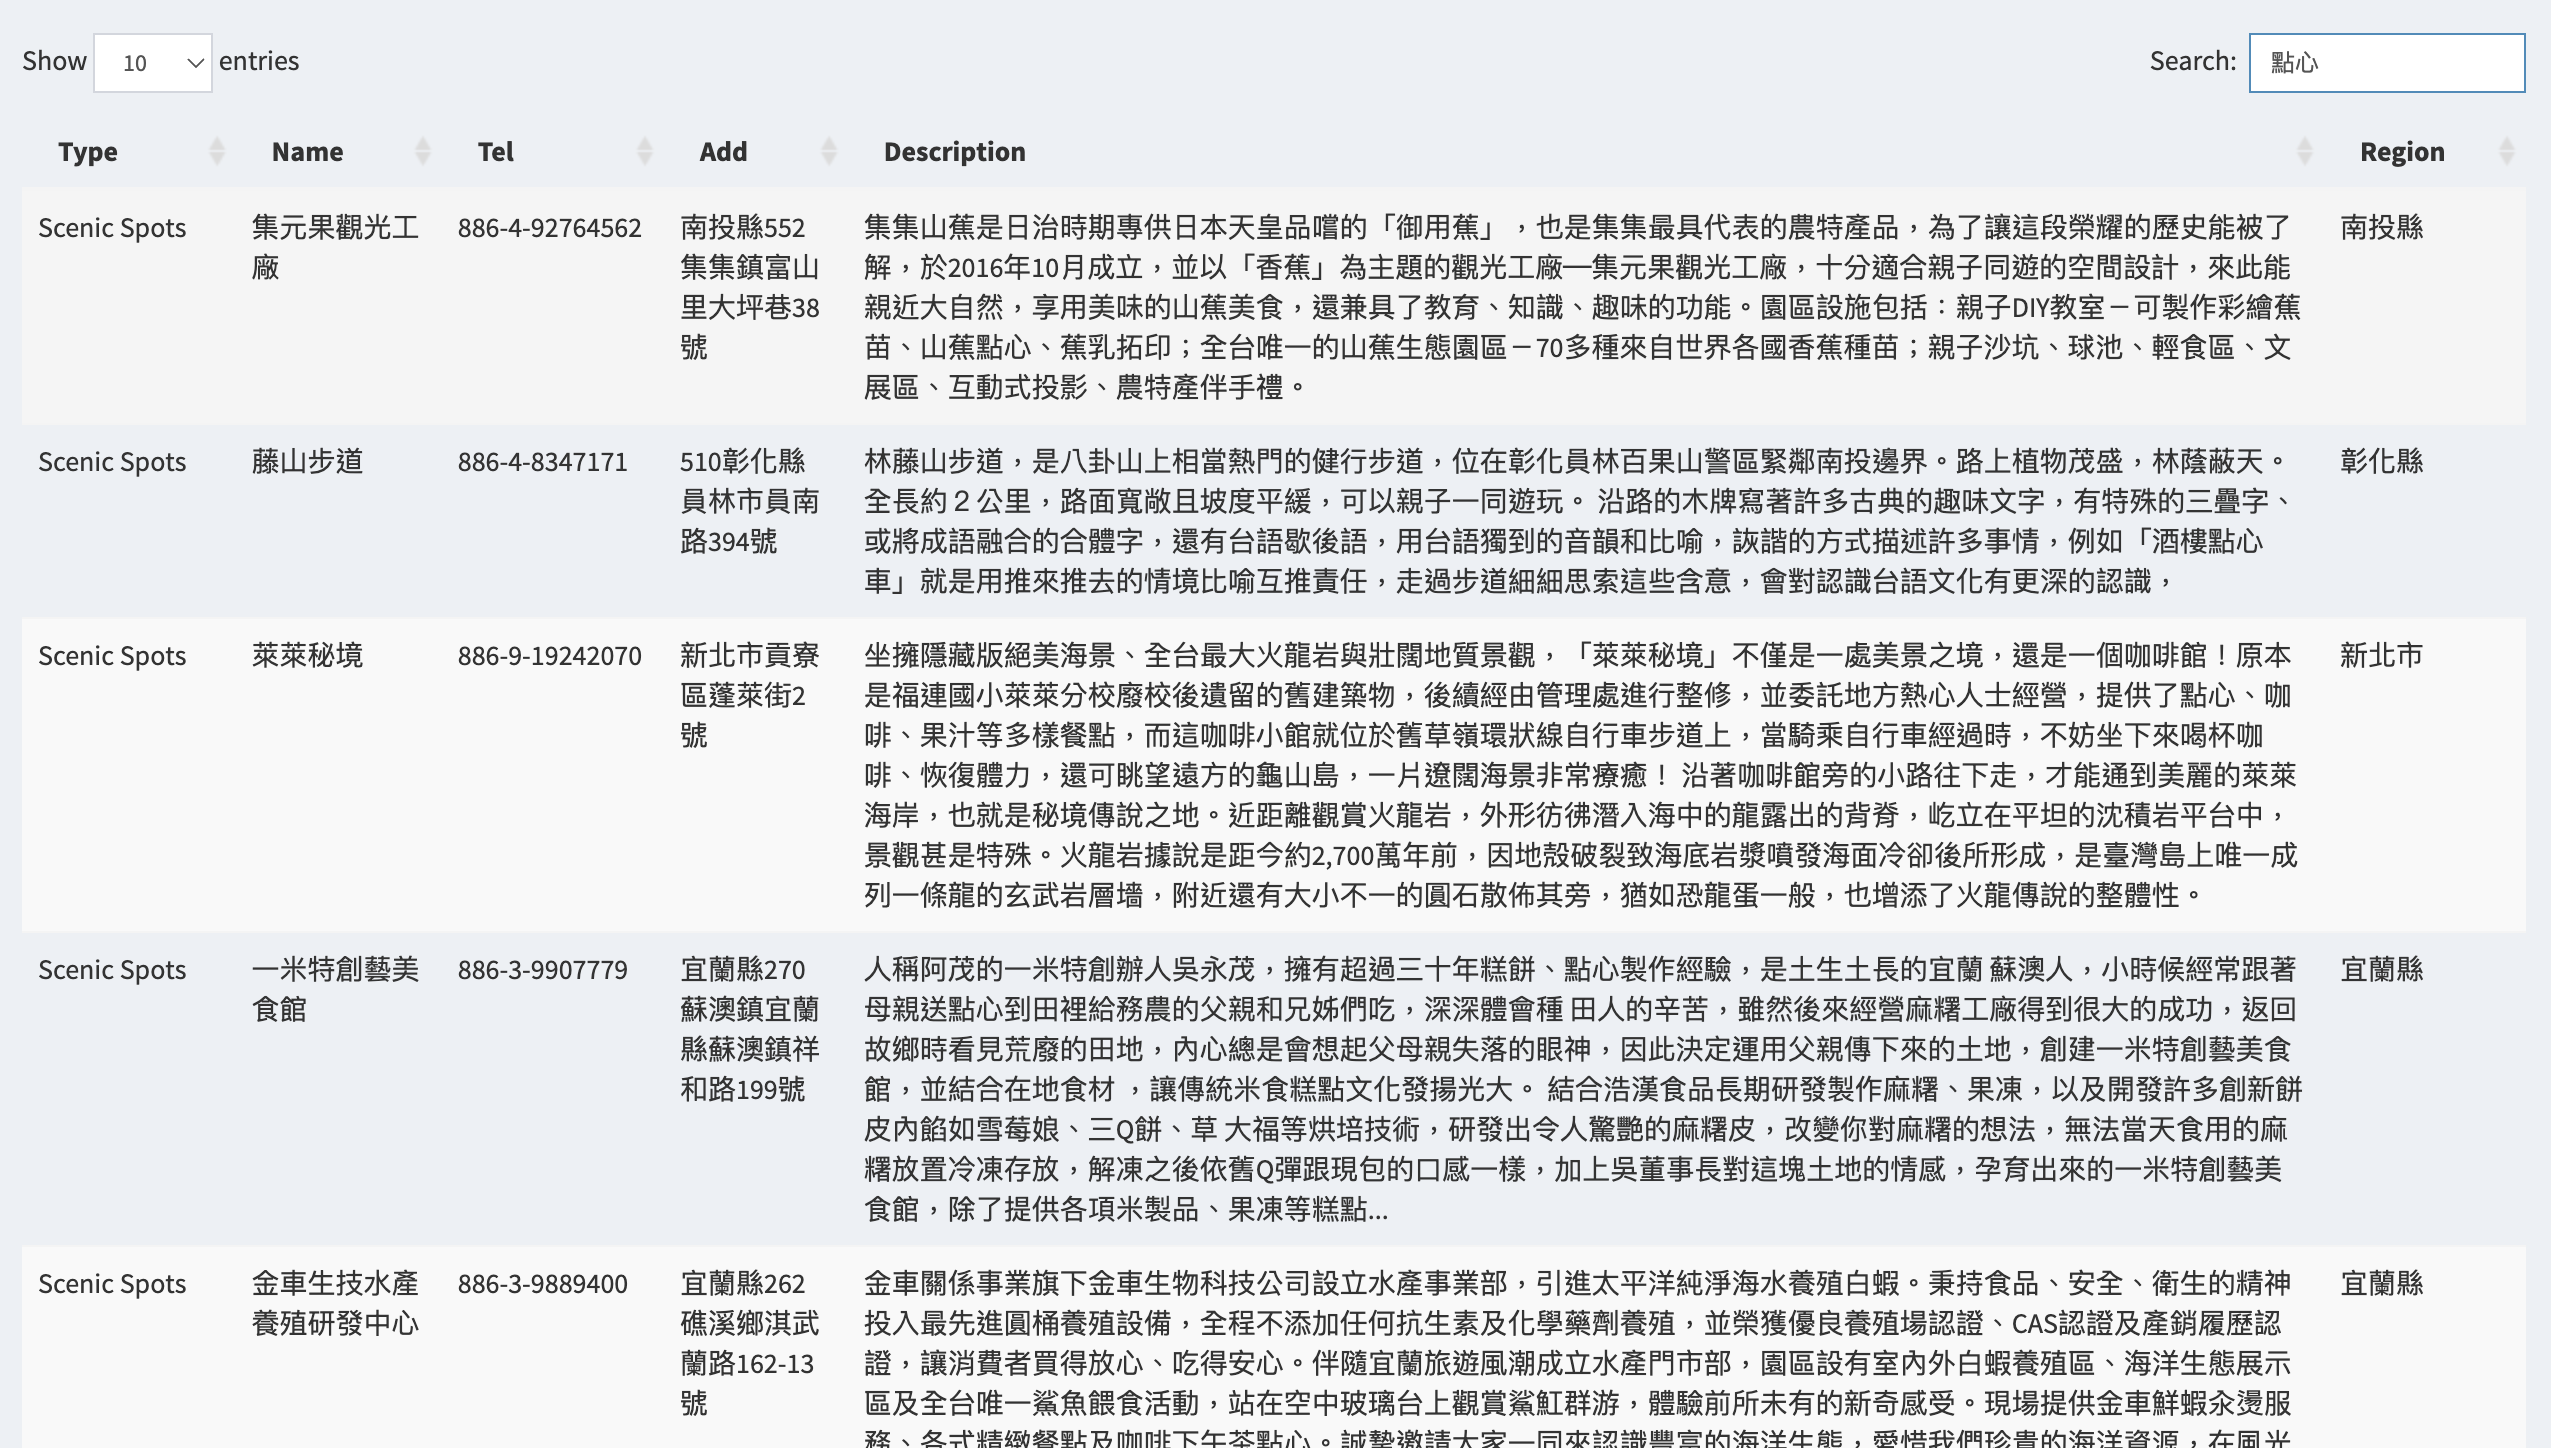 Show 10 entries
Search: 點心
Type Name Tel Add Description Region
Scenic Spots
集元果觀光工
廠
886-4-92764562
南投縣552
集集鎮富山
里大坪巷38
號
集集山蕉是日治時期專供日本天皇品嚐的「御用蕉」，也是集集最具代表的農特產品，為了讓這段榮耀的歷史能被了
解，於2016年10月成立，並以「香蕉」為主題的觀光工廠—集元果觀光工廠，十分適合親子同遊的空間設計，來此能
親近大自然，享用美味的山蕉美食，還兼具了教育、知識、趣味的功能。園區設施包括：親子DIY教室－可製作彩繪蕉
苗、山蕉點心、蕉乳拓印；全台唯一的山蕉生態園區－70多種來自世界各國香蕉種苗；親子沙坑、球池、輕食區、文
展區、互動式投影、農特產伴手禮。
南投縣
Scenic Spots
藤山步道
886-4-8347171
510彰化縣
員林市員南
路394號
林藤山步道，是八卦山上相當熱門的健行步道，位在彰化員林百果山警區緊鄰南投邊界。路上植物茂盛，林蔭蔽天。
全長約２公里，路面寬敞且坡度平緩，可以親子一同遊玩。 沿路的木牌寫著許多古典的趣味文字，有特殊的三疊字、
或將成語融合的合體字，還有台語歇後語，用台語獨到的音韻和比喻，詼諧的方式描述許多事情，例如「酒樓點心
車」就是用推來推去的情境比喻互推責任，走過步道細細思索這些含意，會對認識台語文化有更深的認識，
彰化縣
Scenic Spots
萊萊秘境
886-9-19242070
新北市貢寮
區蓬萊街2
號
坐擁隱藏版絕美海景、全台最大火龍岩與壯闊地質景觀，「萊萊秘境」不僅是一處美景之境，還是一個咖啡館！原本
是福連國小萊萊分校廢校後遺留的舊建築物，後續經由管理處進行整修，並委託地方熱心人士經營，提供了點心、咖
啡、果汁等多樣餐點，而這咖啡小館就位於舊草嶺環狀線自行車步道上，當騎乘自行車經過時，不妨坐下來喝杯咖
啡、恢復體力，還可眺望遠方的龜山島，一片遼闊海景非常療癒！ 沿著咖啡館旁的小路往下走，才能通到美麗的萊萊
海岸，也就是秘境傳說之地。近距離觀賞火龍岩，外形彷彿潛入海中的龍露出的背脊，屹立在平坦的沈積岩平台中，
景觀甚是特殊。火龍岩據說是距今約2,700萬年前，因地殼破裂致海底岩漿噴發海面冷卻後所形成，是臺灣島上唯一成
列一條龍的玄武岩層墻，附近還有大小不一的圓石散佈其旁，猶如恐龍蛋一般，也增添了火龍傳說的整體性。
新北市
Scenic Spots
一米特創藝美
食館
886-3-9907779
宜蘭縣270
蘇澳鎮宜蘭
縣蘇澳鎮祥
和路199號
人稱阿茂的一米特創辦人吳永茂，擁有超過三十年糕餅、點心製作經驗，是土生土長的宜蘭 蘇澳人，小時候經常跟著
母親送點心到田裡給務農的父親和兄姊們吃，深深體會種 田人的辛苦，雖然後來經營麻糬工廠得到很大的成功，返回
故鄉時看見荒廢的田地，內心總是會想起父母親失落的眼神，因此決定運用父親傳下來的土地，創建一米特創藝美食
館，並結合在地食材 ，讓傳統米食糕點文化發揚光大。 結合浩漢食品長期研發製作麻糬、果凍，以及開發許多創新餅
皮內餡如雪莓娘、三Q餅、草 大福等烘培技術，研發出令人驚艷的麻糬皮，改變你對麻糬的想法，無法當天食用的麻
糬放置冷凍存放，解凍之後依舊Q彈跟現包的口感一樣，加上吳董事長對這塊土地的情感，孕育出來的一米特創藝美
食館，除了提供各項米製品、果凍等糕點...
宜蘭縣
Scenic Spots
金車生技水產
養殖研發中心
886-3-9889400
宜蘭縣262
礁溪鄉淇武
蘭路162-13
號
金車關係事業旗下金車生物科技公司設立水產事業部，引進太平洋純淨海水養殖白蝦。秉持食品、安全、衛生的精神
投入最先進圓桶養殖設備，全程不添加任何抗生素及化學藥劑養殖，並榮獲優良養殖場認證、CAS認證及產銷履歷認
證，讓消費者買得放心、吃得安心。伴隨宜蘭旅遊風潮成立水產門市部，園區設有室內外白蝦養殖區、海洋生態展示
區及全台唯一鯊魚餵食活動，站在空中玻璃台上觀賞鯊魟群游，體驗前所未有的新奇感受。現場提供金車鮮蝦汆燙服
務、各式精緻餐點及咖啡下午茶點心。誠摯邀請大家一同來認識豐富的海洋生態，愛惜我們珍貴的海洋資源，在風光
宜蘭縣